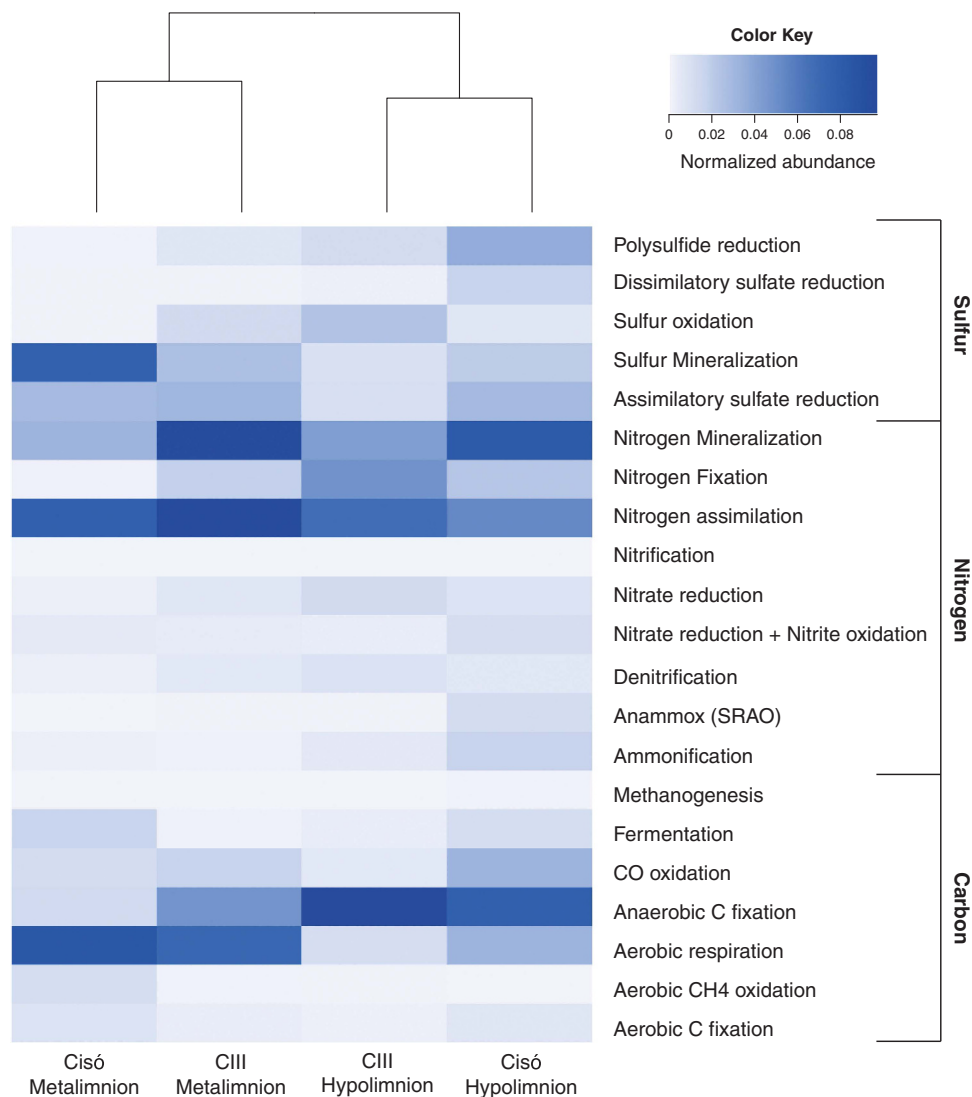 Color Key
0 0.02 0.04 0.06 0.08
Normalized abundance
Polysulfide reduction
Dissimilatory sulfate reduction
Sulfur oxidation
Sulfur Mineralization
Assimilatory sulfate reduction
Sulfur
Nitrogen Mineralization
Nitrogen Fixation
Nitrogen assimilation
Nitrification
Nitrate reduction
Nitrate reduction + Nitrite oxidation
Denitrification
Anammox (SRAO)
Ammonification
Nitrogen
Methanogenesis
Fermentation
CO oxidation
Anaerobic C fixation
Aerobic respiration
Aerobic CH4 oxidation
Aerobic C fixation
Carbon
Cisó
Metalimnion
CIII
Metalimnion
CIII
Hypolimnion
Cisó
Hypolimnion